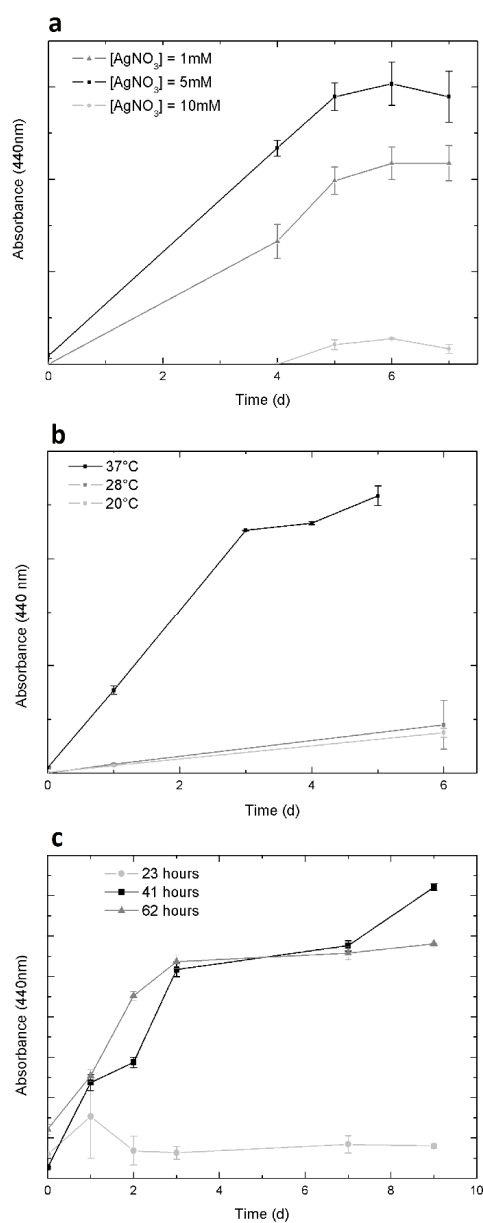 a
[AgNO3] = 1mM
[AgNO3] = 5mM
[AgNO3] = 10mM
Absorbance (440nm)
0
4
6
Time (d)
b
37°C
28°C
20°C
Absorbance (440 nm)
0
2
4
6
Time (d)
c
23 hours
41 hours
62 hours
Absorbance (440nm)
0
2
4
6
8
10
Time (d)